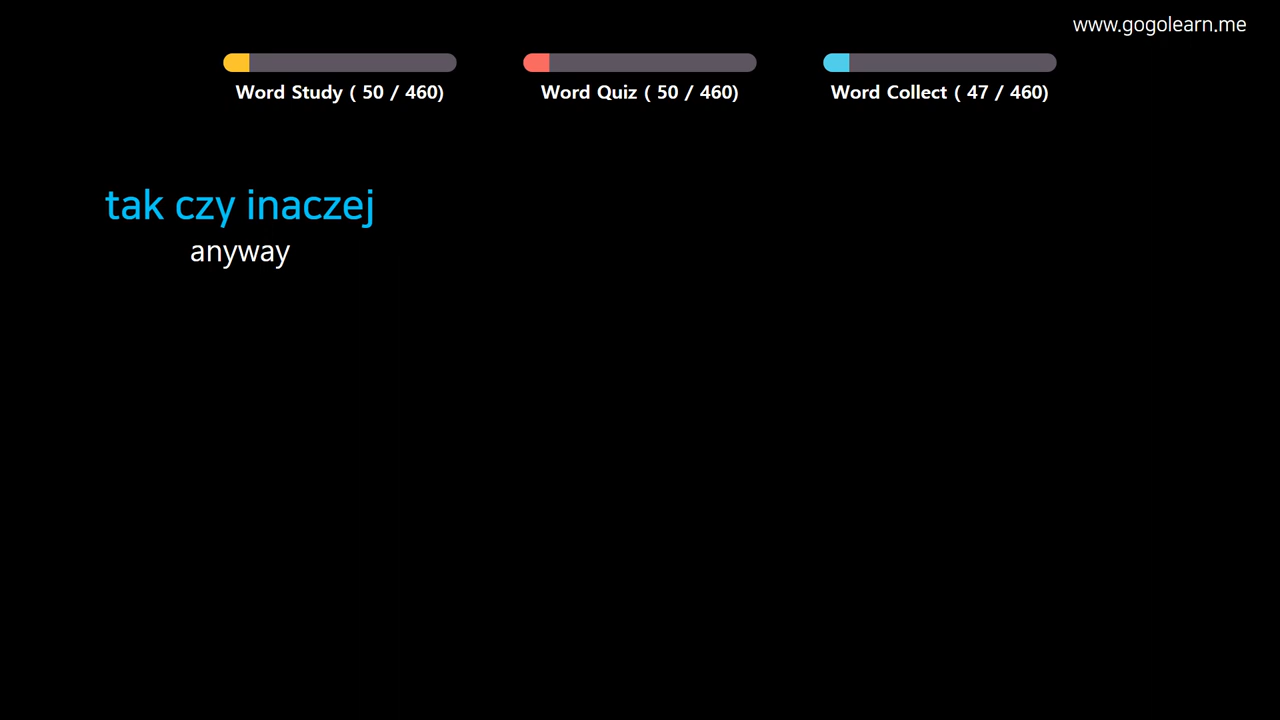 www.gogolearn.me
Word Study ( 50 / 460)
Word Quiz ( 50 / 460)
Word Collect ( 47 / 460)
tak czy inaczej
anyway